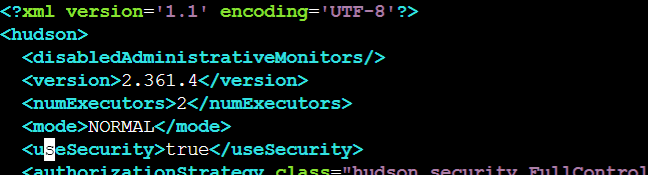 <?xml version='1.1' encoding='UTF-8'?>
<hudson>
  <disabledAdministrativeMonitors/>
  <version>2.361.4</version>
  <numExecutors>2</numExecutors>
  <mode>NORMAL</mode>
  <useSecurity>true</useSecurity>
  <authorizationStrategy class="hudson.security.FullControl